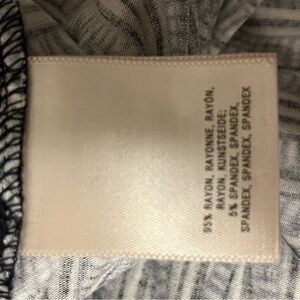 95% RAYON, RAYONNE, RAYÓN,
RAYON, KUNSTSEIDE;
5% SPANDEX, SPANDEX,
SPANDEX, SPANDEX, SPANDEX